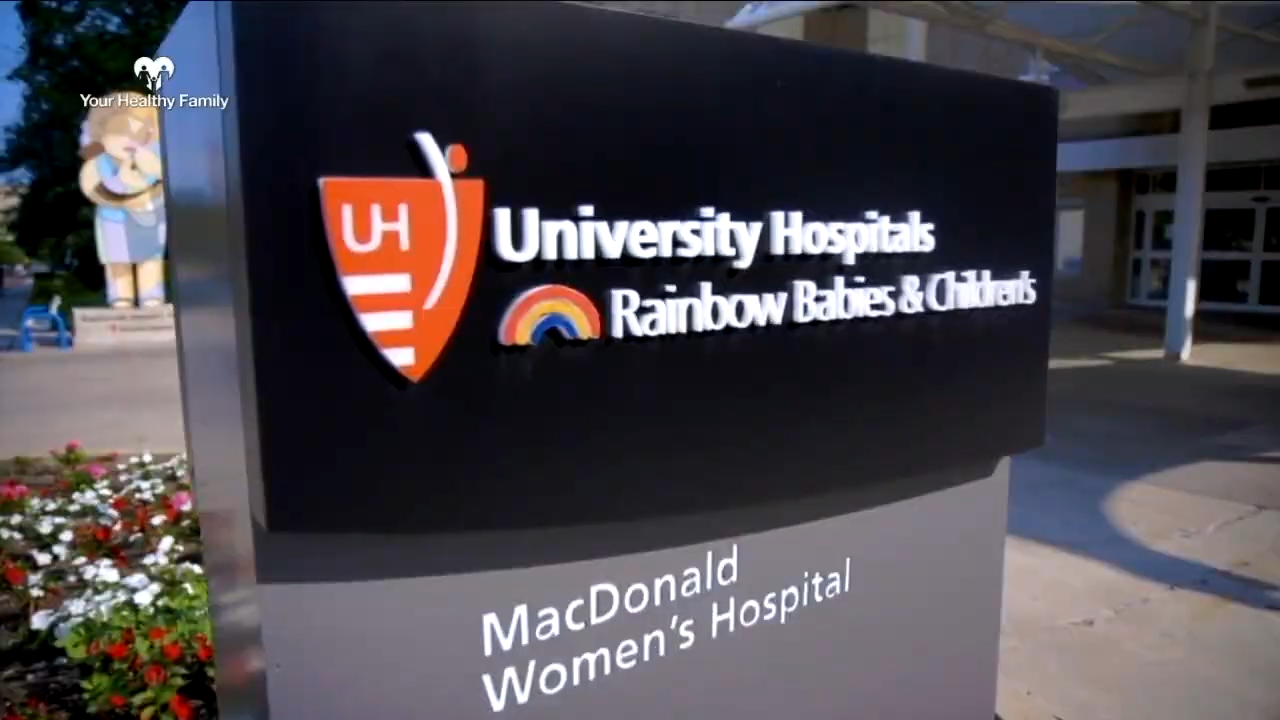 Your Healthy Family
UH
University Hospitals
Rainbow Babies & Children's
MacDonald
Women's Hospital